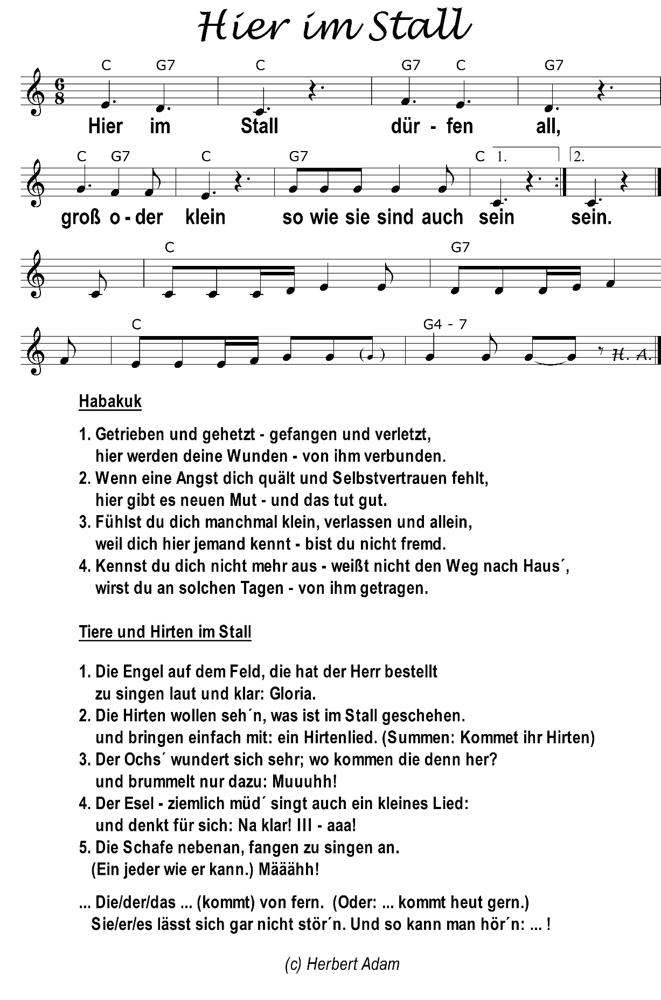 Hier im Stall
C G7 C G7 C G7
6
8
Hier im Stall dür - fen all,
C G7 C G7 C 1. 2.
groß o - der klein so wie sie sind auch sein sein.
C G7
C G4 - 7
( ) H. A.
Habakuk
1. Getrieben und gehetzt - gefangen und verletzt,
hier werden deine Wunden - von ihm verbunden.
2. Wenn eine Angst dich quält und Selbstvertrauen fehlt,
hier gibt es neuen Mut - und das tut gut.
3. Fühlst du dich manchmal klein, verlassen und allein,
weil dich hier jemand kennt - bist du nicht fremd.
4. Kennst du dich nicht mehr aus - weißt nicht den Weg nach Haus´,
wirst du an solchen Tagen - von ihm getragen.
Tiere und Hirten im Stall
1. Die Engel auf dem Feld, die hat der Herr bestellt
zu singen laut und klar: Gloria.
2. Die Hirten wollen seh´n, was ist im Stall geschehen.
und bringen einfach mit: ein Hirtenlied. (Summen: Kommet ihr Hirten)
3. Der Ochs´ wundert sich sehr; wo kommen die denn her?
und brummelt nur dazu: Muuuhh!
4. Der Esel - ziemlich müd´ singt auch ein kleines Lied:
und denkt für sich: Na klar! III - aaa!
5. Die Schafe nebenan, fangen zu singen an.
(Ein jeder wie er kann.) Määähh!
... Die/der/das ... (kommt) von fern. (Oder: ... kommt heut gern.)
Sie/er/es lässt sich gar nicht stör´n. Und so kann man hör´n: ... !
(c) Herbert Adam